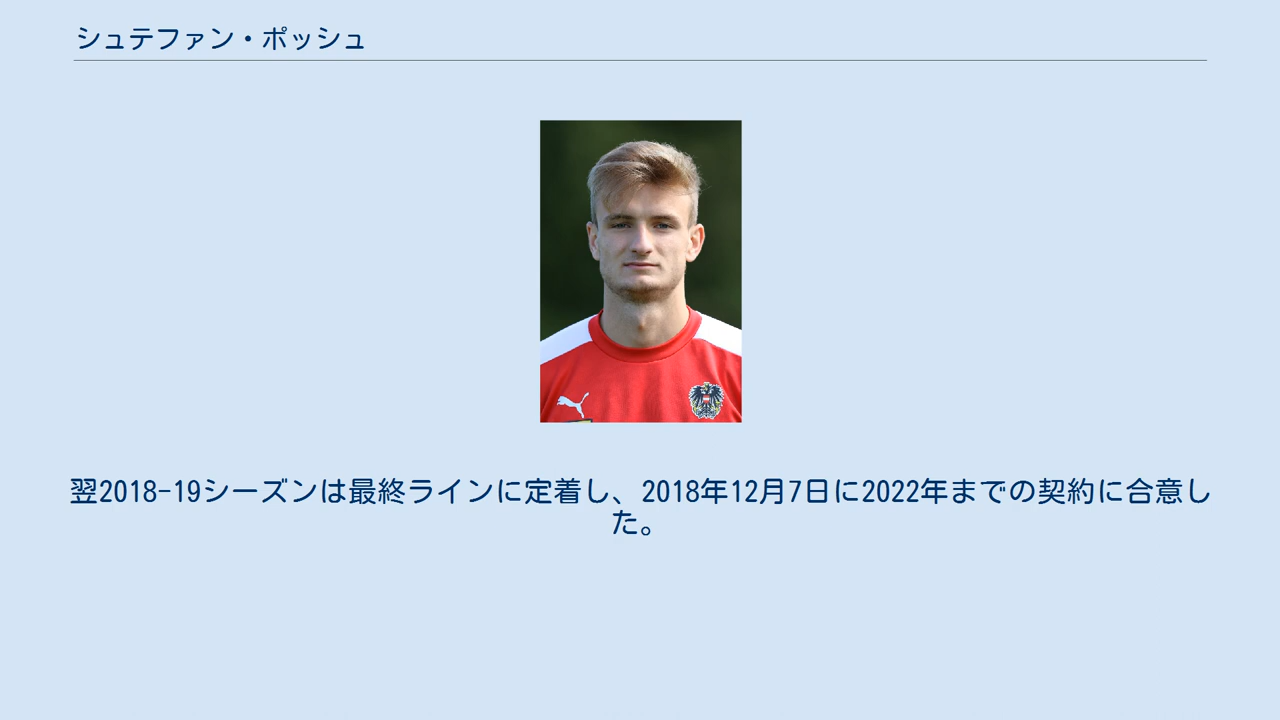 シュテファン・ポッシュ
翌2018-19シーズンは最終ラインに定着し、2018年12月7日に2022年までの契約に合意し
た。